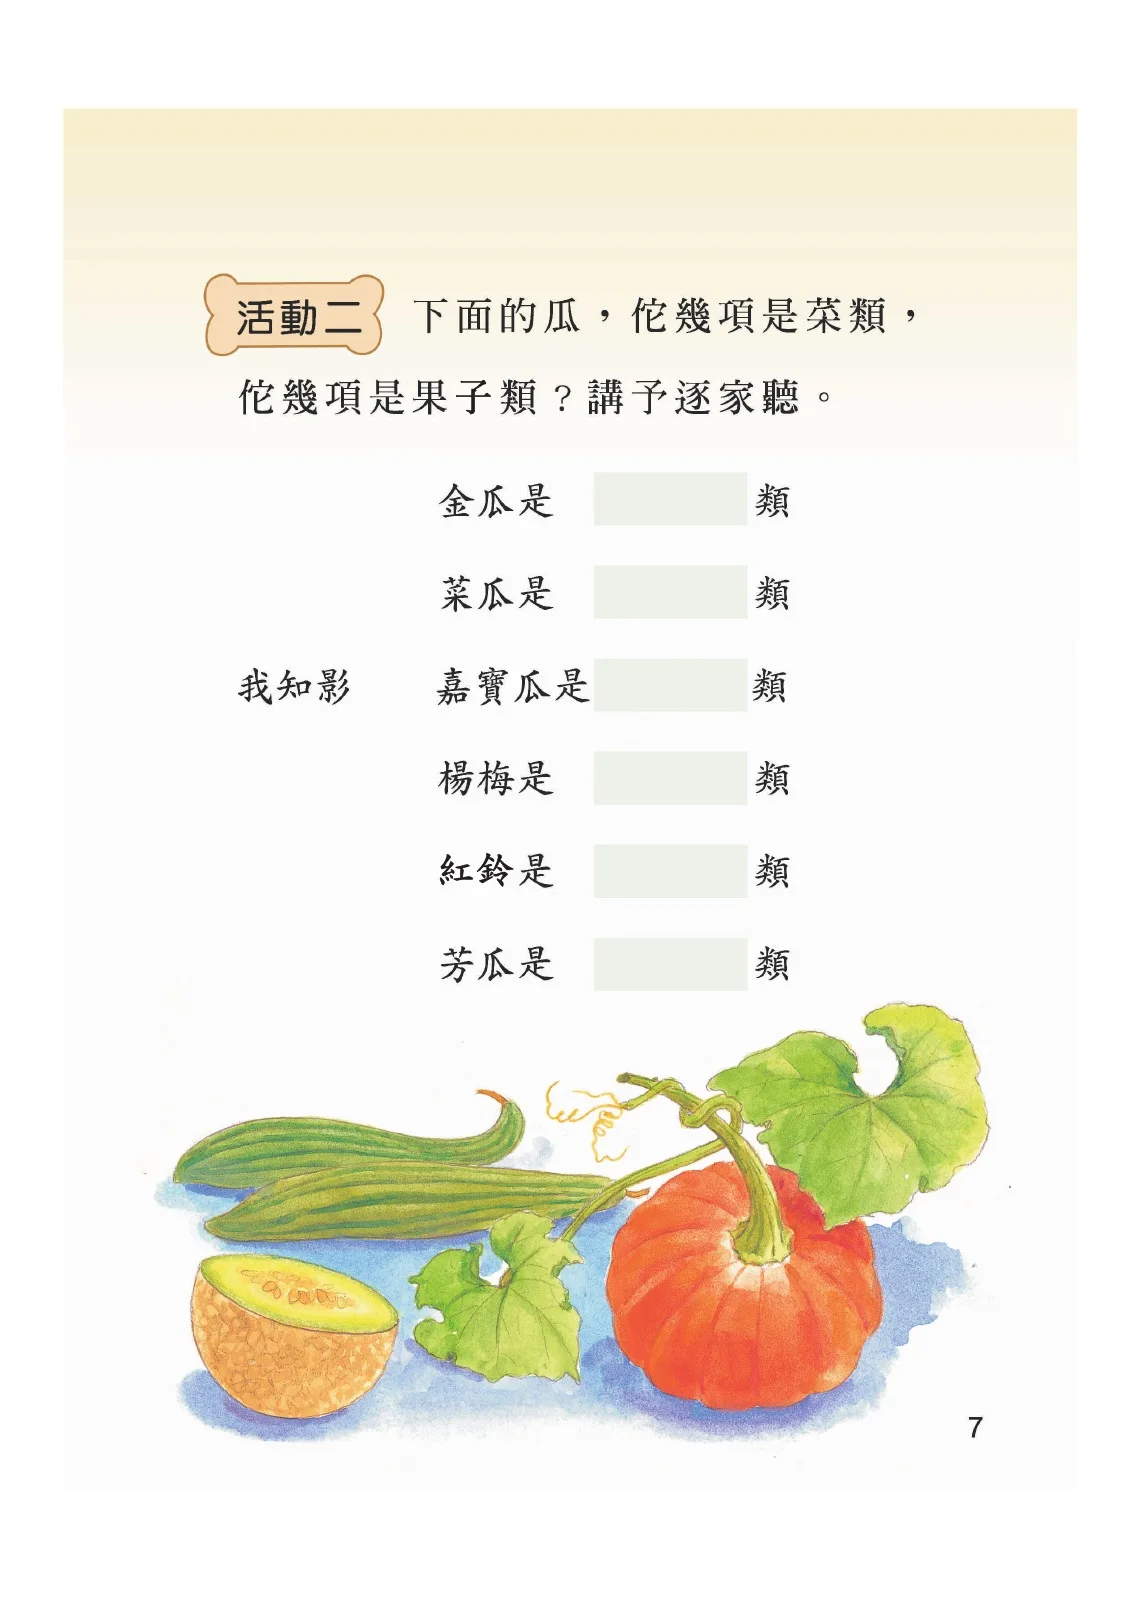 活動二 下面的瓜，佗幾項是菜類，
佗幾項是果子類？講予逐家聽。
金瓜是 類
菜瓜是 類
我知影 嘉寶瓜是 類
楊梅是 類
紅鈴是 類
芳瓜是 類
7